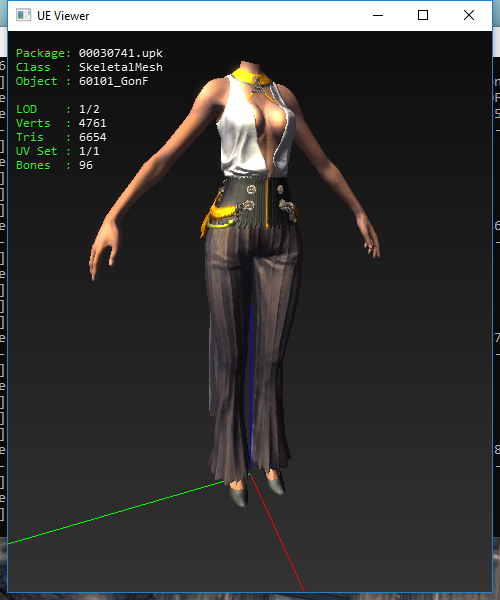 UE Viewer
Package: 00030741.upk
Class  : SkeletalMesh
Object : 60101_GonF
LOD    : 1/2
Verts  : 4761
Tris   : 6654
UV Set : 1/1
Bones  : 96